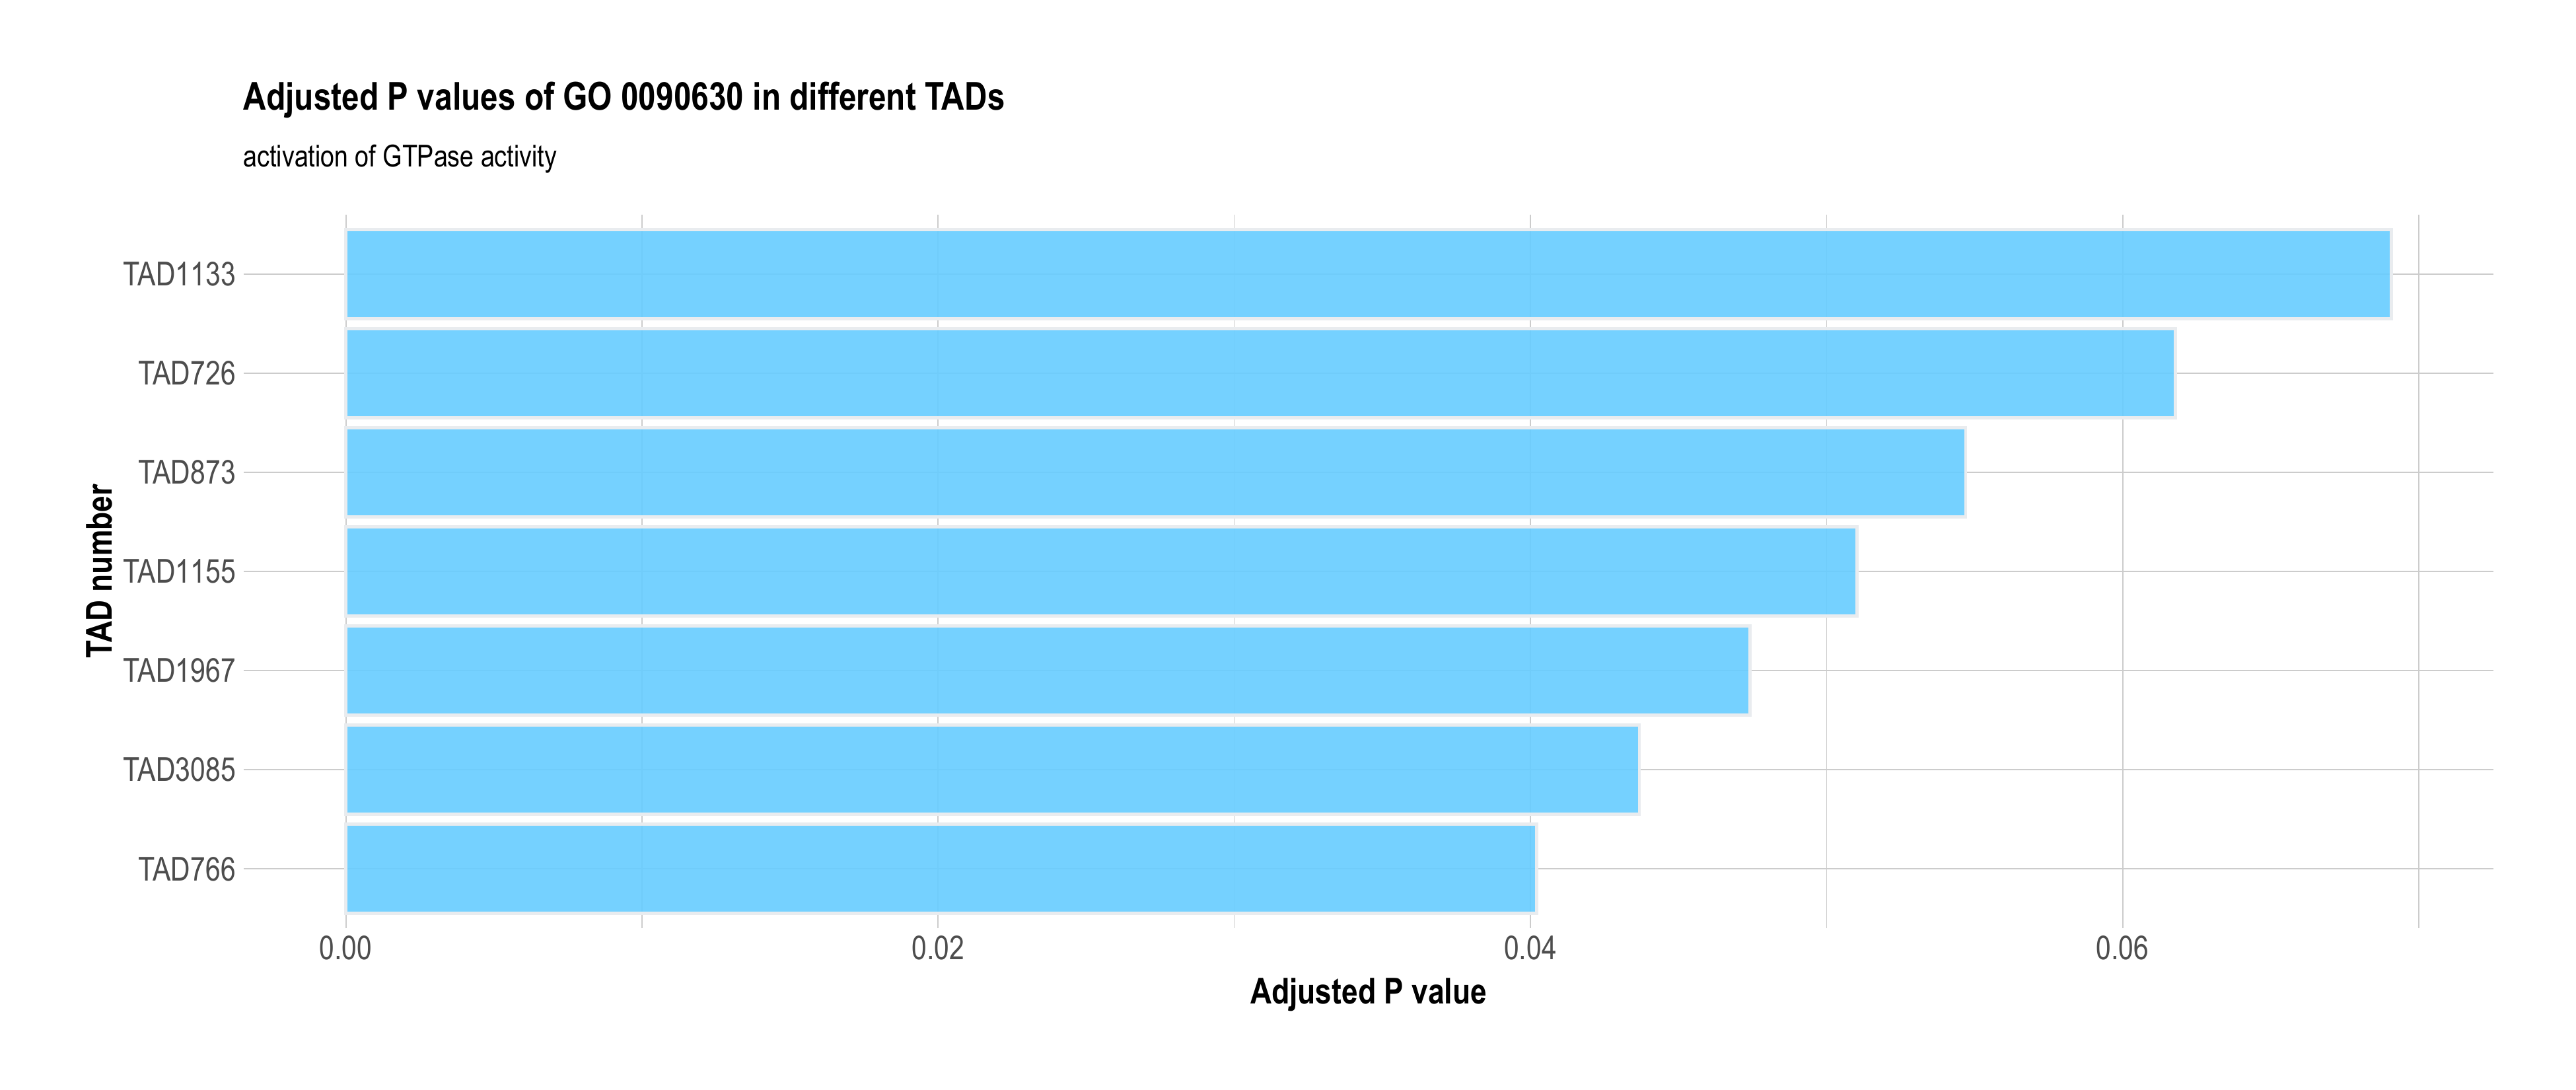 Adjusted P values of GO 0090630 in different TADs
activation of GTPase activity
TAD number
TAD1133
TAD726
TAD873
TAD1155
TAD1967
TAD3085
TAD766
0.00 0.02 0.04 0.06
Adjusted P value